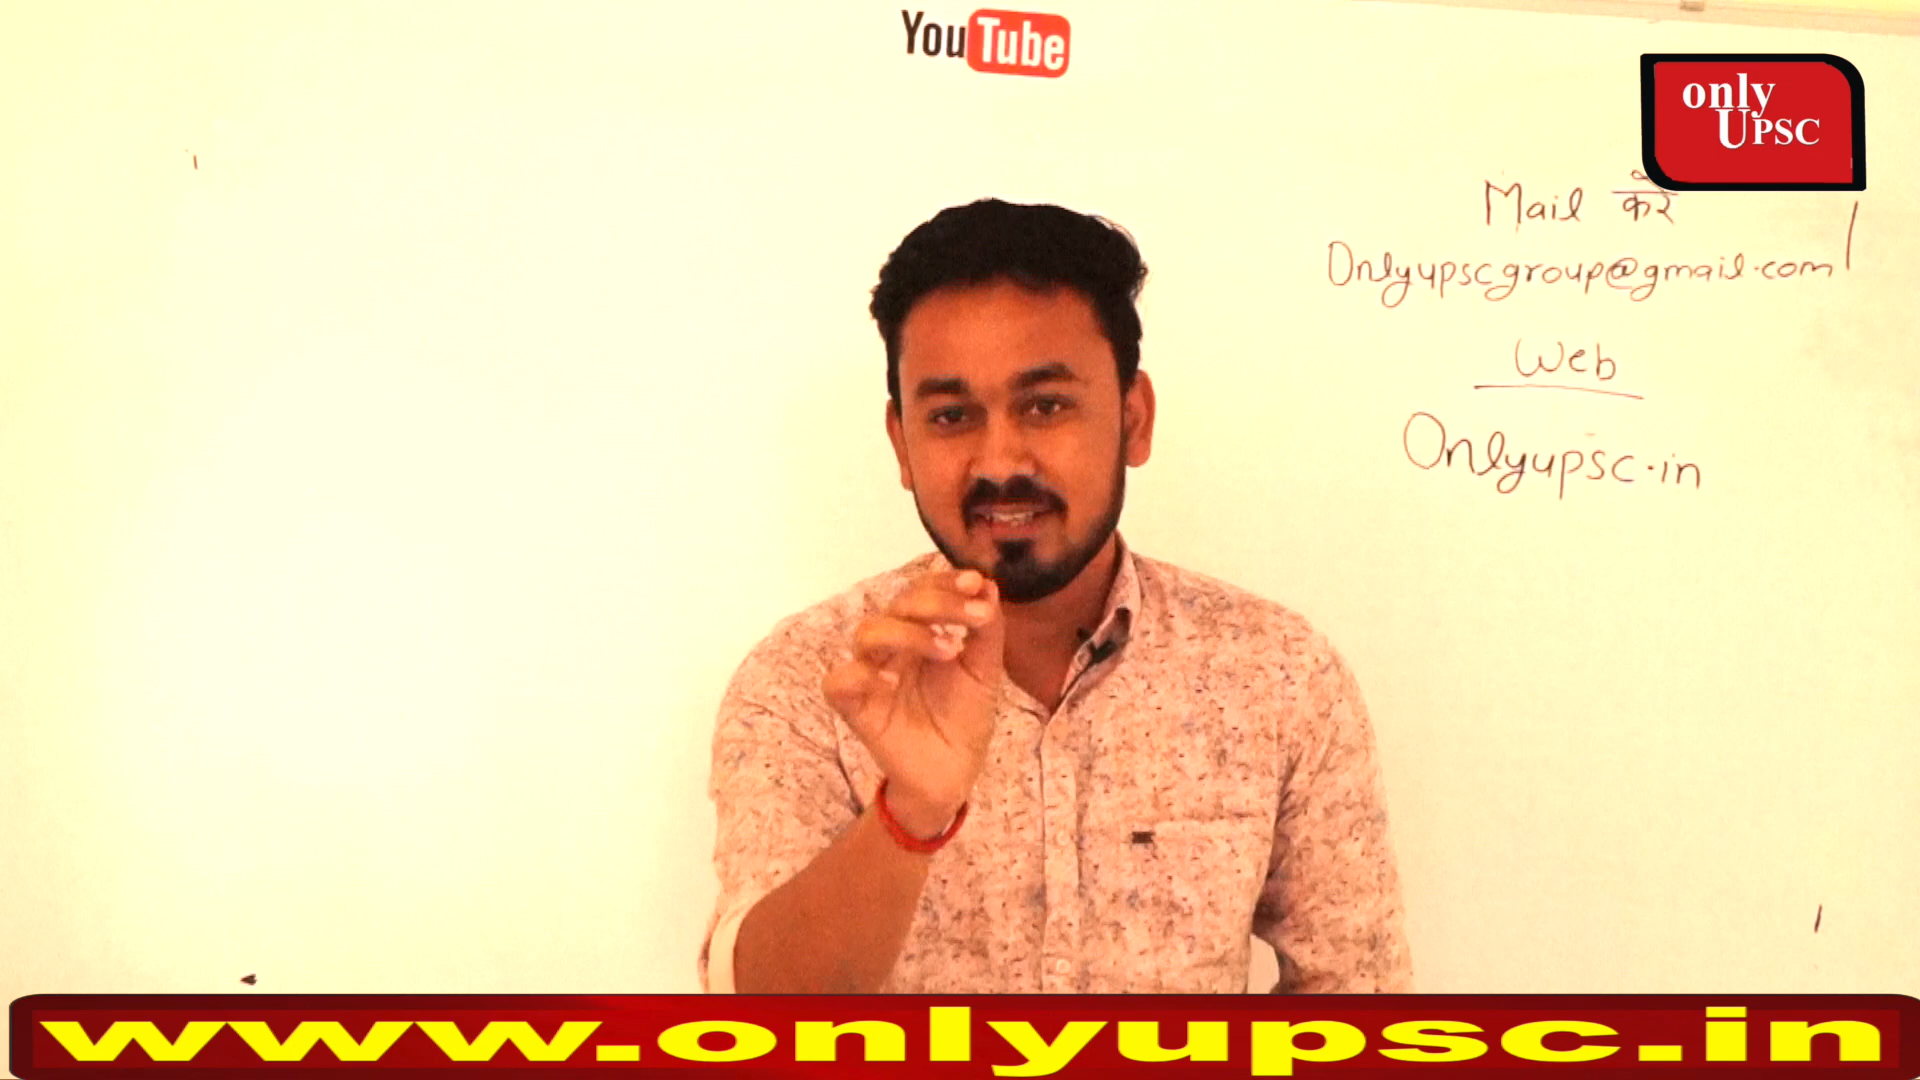 YouTube
only
UPSC
Mail करें
Onlyupscgroup@gmail.com
Web
Onlyupsc.in
www.onlyupsc.in